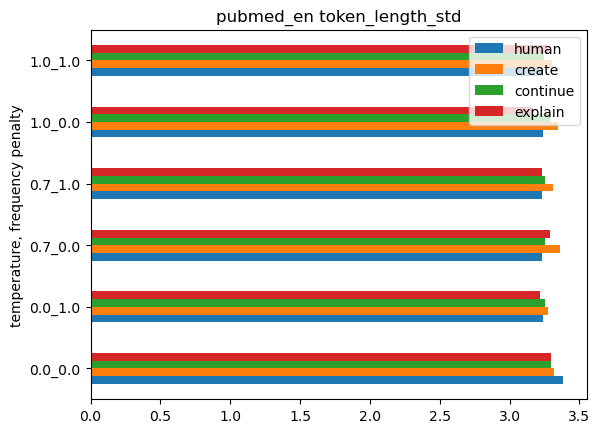 pubmed_en token_length_std
temperature, frequency penalty
1.0_1.0
1.0_0.0
0.7_1.0
0.7_0.0
0.0_1.0
0.0_0.0
0.0 0.5 1.0 1.5 2.0 2.5 3.0 3.5
human
create
continue
explain